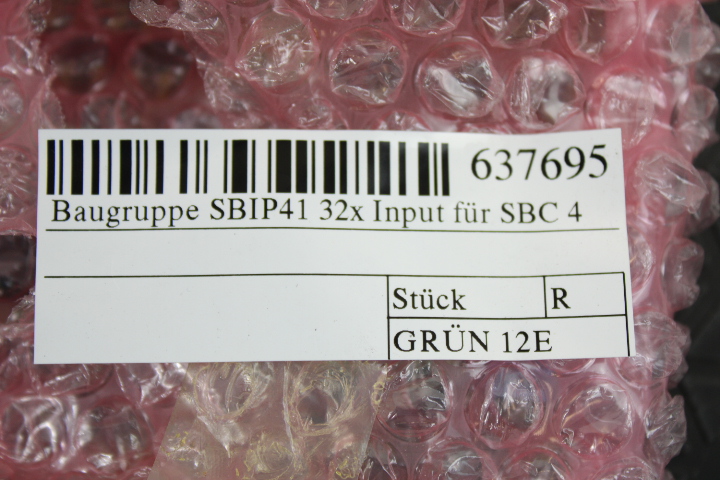 637695
Baugruppe SBIP41 32x Input für SBC 4
Stück R
GRÜN 12E